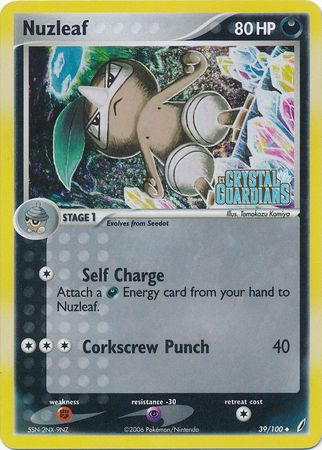 Nuzleaf 80 HP
EX CRYSTAL
GUARDIANS
Illus. Tomokazu Komiya
STAGE 1
Evolves from Seedot
Self Charge
Attach a Energy card from your hand to
Nuzleaf.
Corkscrew Punch 40
weakness resistance -30 retreat cost
SSN-2NX-9NZ ©2006 Pokémon/Nintendo 39/100